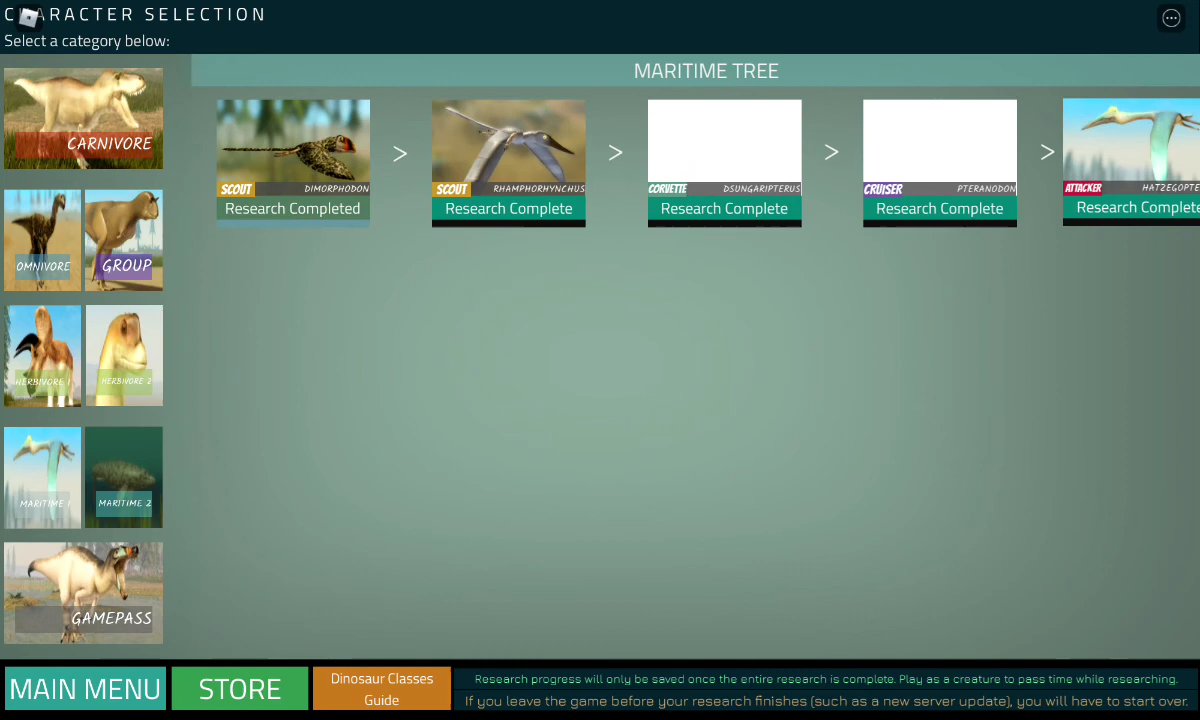 CHARACTER SELECTION
Select a category below:
MARITIME TREE
CARNIVORE
OMNIVORE
GROUP
HERBIVORE 1
HERBIVORE 2
MARITIME 1
MARITIME 2
GAMEPASS
SCOUT DIMORPHODON
Research Completed
>
SCOUT RHAMPHORHYNCHUS
Research Complete
>
CORVETTE DSUNGARIPTERUS
Research Complete
>
CRUISER PTERANODON
Research Complete
>
ATTACKER HATZEGOPTE
Research Complete
MAIN MENU
STORE
Dinosaur Classes
Guide
Research progress will only be saved once the entire research is complete. Play as a creature to pass time while researching.
If you leave the game before your research finishes (such as a new server update), you will have to start over.